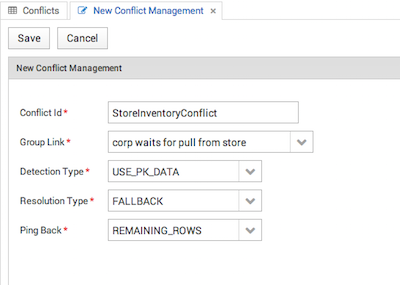 Conflicts
New Conflict Management ×
Save Cancel
New Conflict Management
Conflict Id * StoreInventoryConflict
Group Link * corp waits for pull from store
Detection Type * USE_PK_DATA
Resolution Type * FALLBACK
Ping Back * REMAINING_ROWS